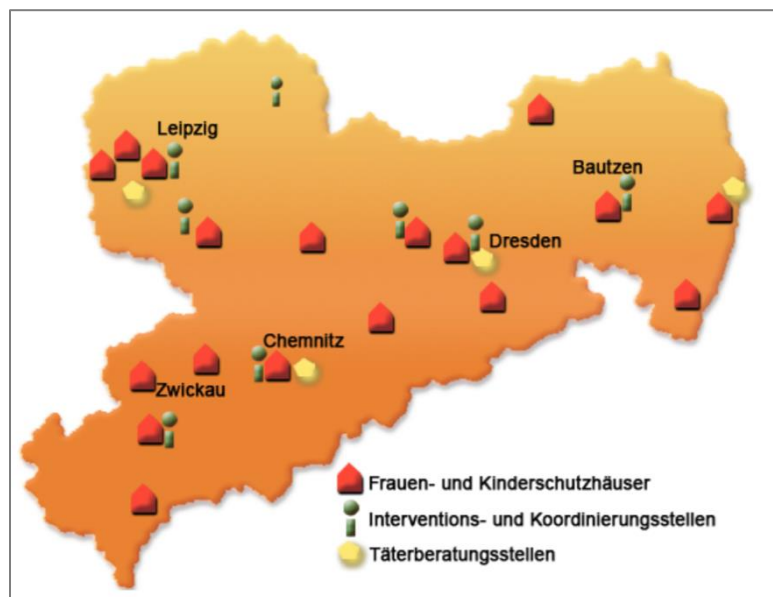 Leipzig
Bautzen
Dresden
Chemnitz
Zwickau
Frauen- und Kinderschutzhäuser
Interventions- und Koordinierungsstellen
Täterberatungsstellen